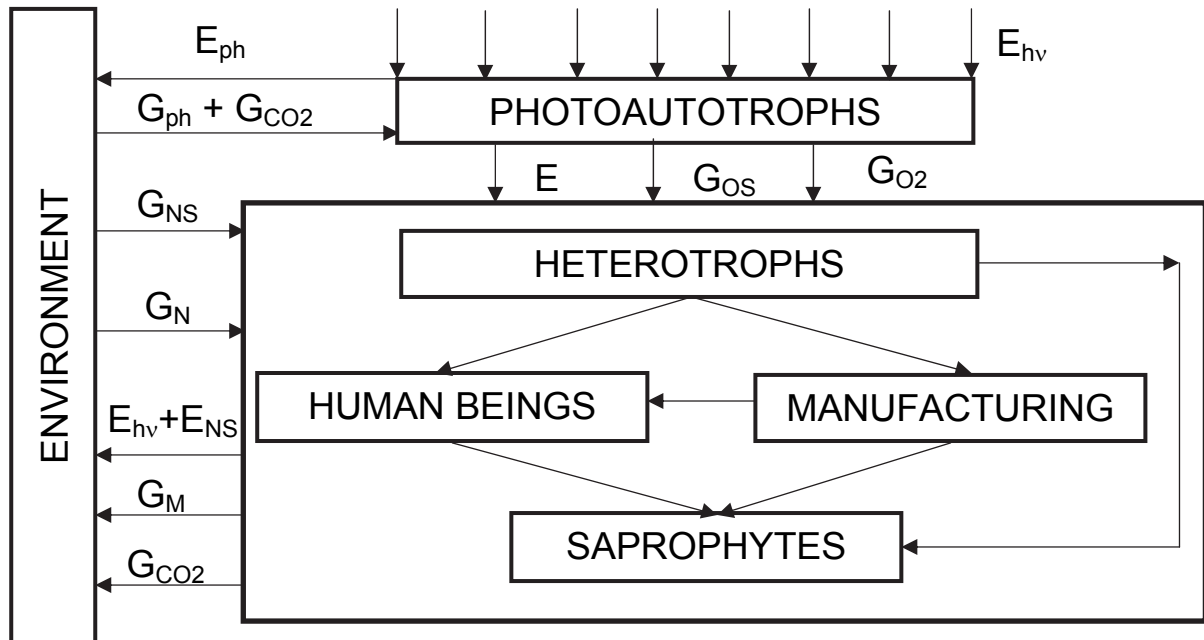 ENVIRONMENT
E_ph
E_hν
G_ph + G_CO2
PHOTOAUTOTROPHS
E
G_OS
G_O2
G_NS
HETEROTROPHS
G_N
HUMAN BEINGS
MANUFACTURING
E_hν+E_NS
G_M
SAPROPHYTES
G_CO2